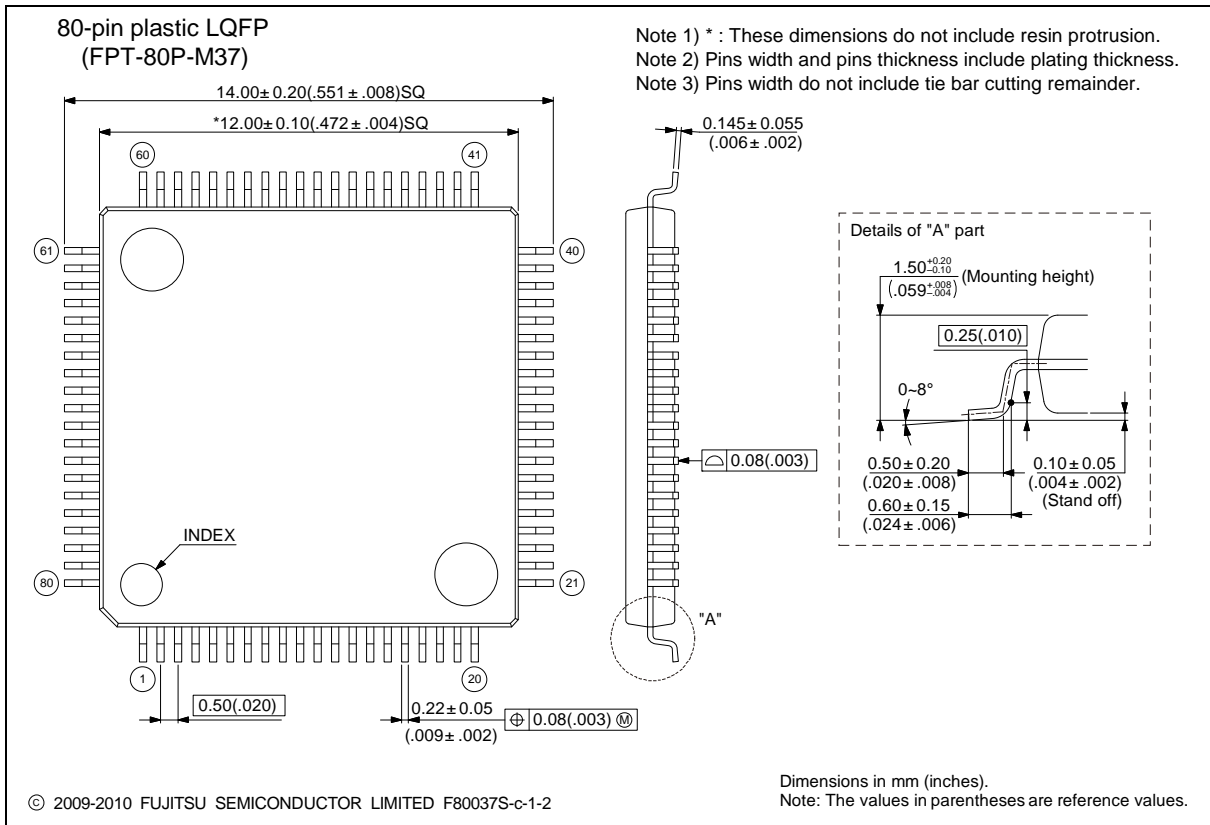 80-pin plastic LQFP
(FPT-80P-M37)
Note 1) * : These dimensions do not include resin protrusion.
Note 2) Pins width and pins thickness include plating thickness.
Note 3) Pins width do not include tie bar cutting remainder.
14.00±0.20(.551±.008)SQ
*12.00±0.10(.472±.004)SQ
0.145±0.055
(.006±.002)
60
41
61
40
80
21
INDEX
1
20
0.50(.020)
0.22±0.05
(.009±.002)
⌖ 0.08(.003) Ⓜ
⌓ 0.08(.003)
"A"
Details of "A" part
1.50 +0.20 −0.10
(.059 +.008 −.004)
(Mounting height)
0.25(.010)
0~8°
0.50±0.20
(.020±.008)
0.60±0.15
(.024±.006)
0.10±0.05
(.004±.002)
(Stand off)
© 2009-2010 FUJITSU SEMICONDUCTOR LIMITED F80037S-c-1-2
Dimensions in mm (inches).
Note: The values in parentheses are reference values.